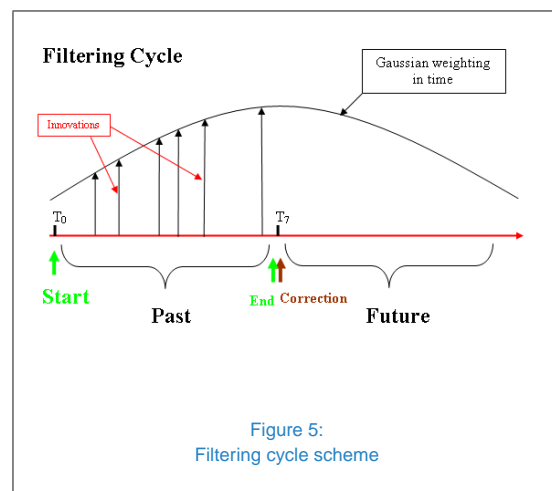 Filtering Cycle
Gaussian weighting
in time
Innovations
T0
T7
Start
Past
End
Correction
Future
Figure 5:
Filtering cycle scheme